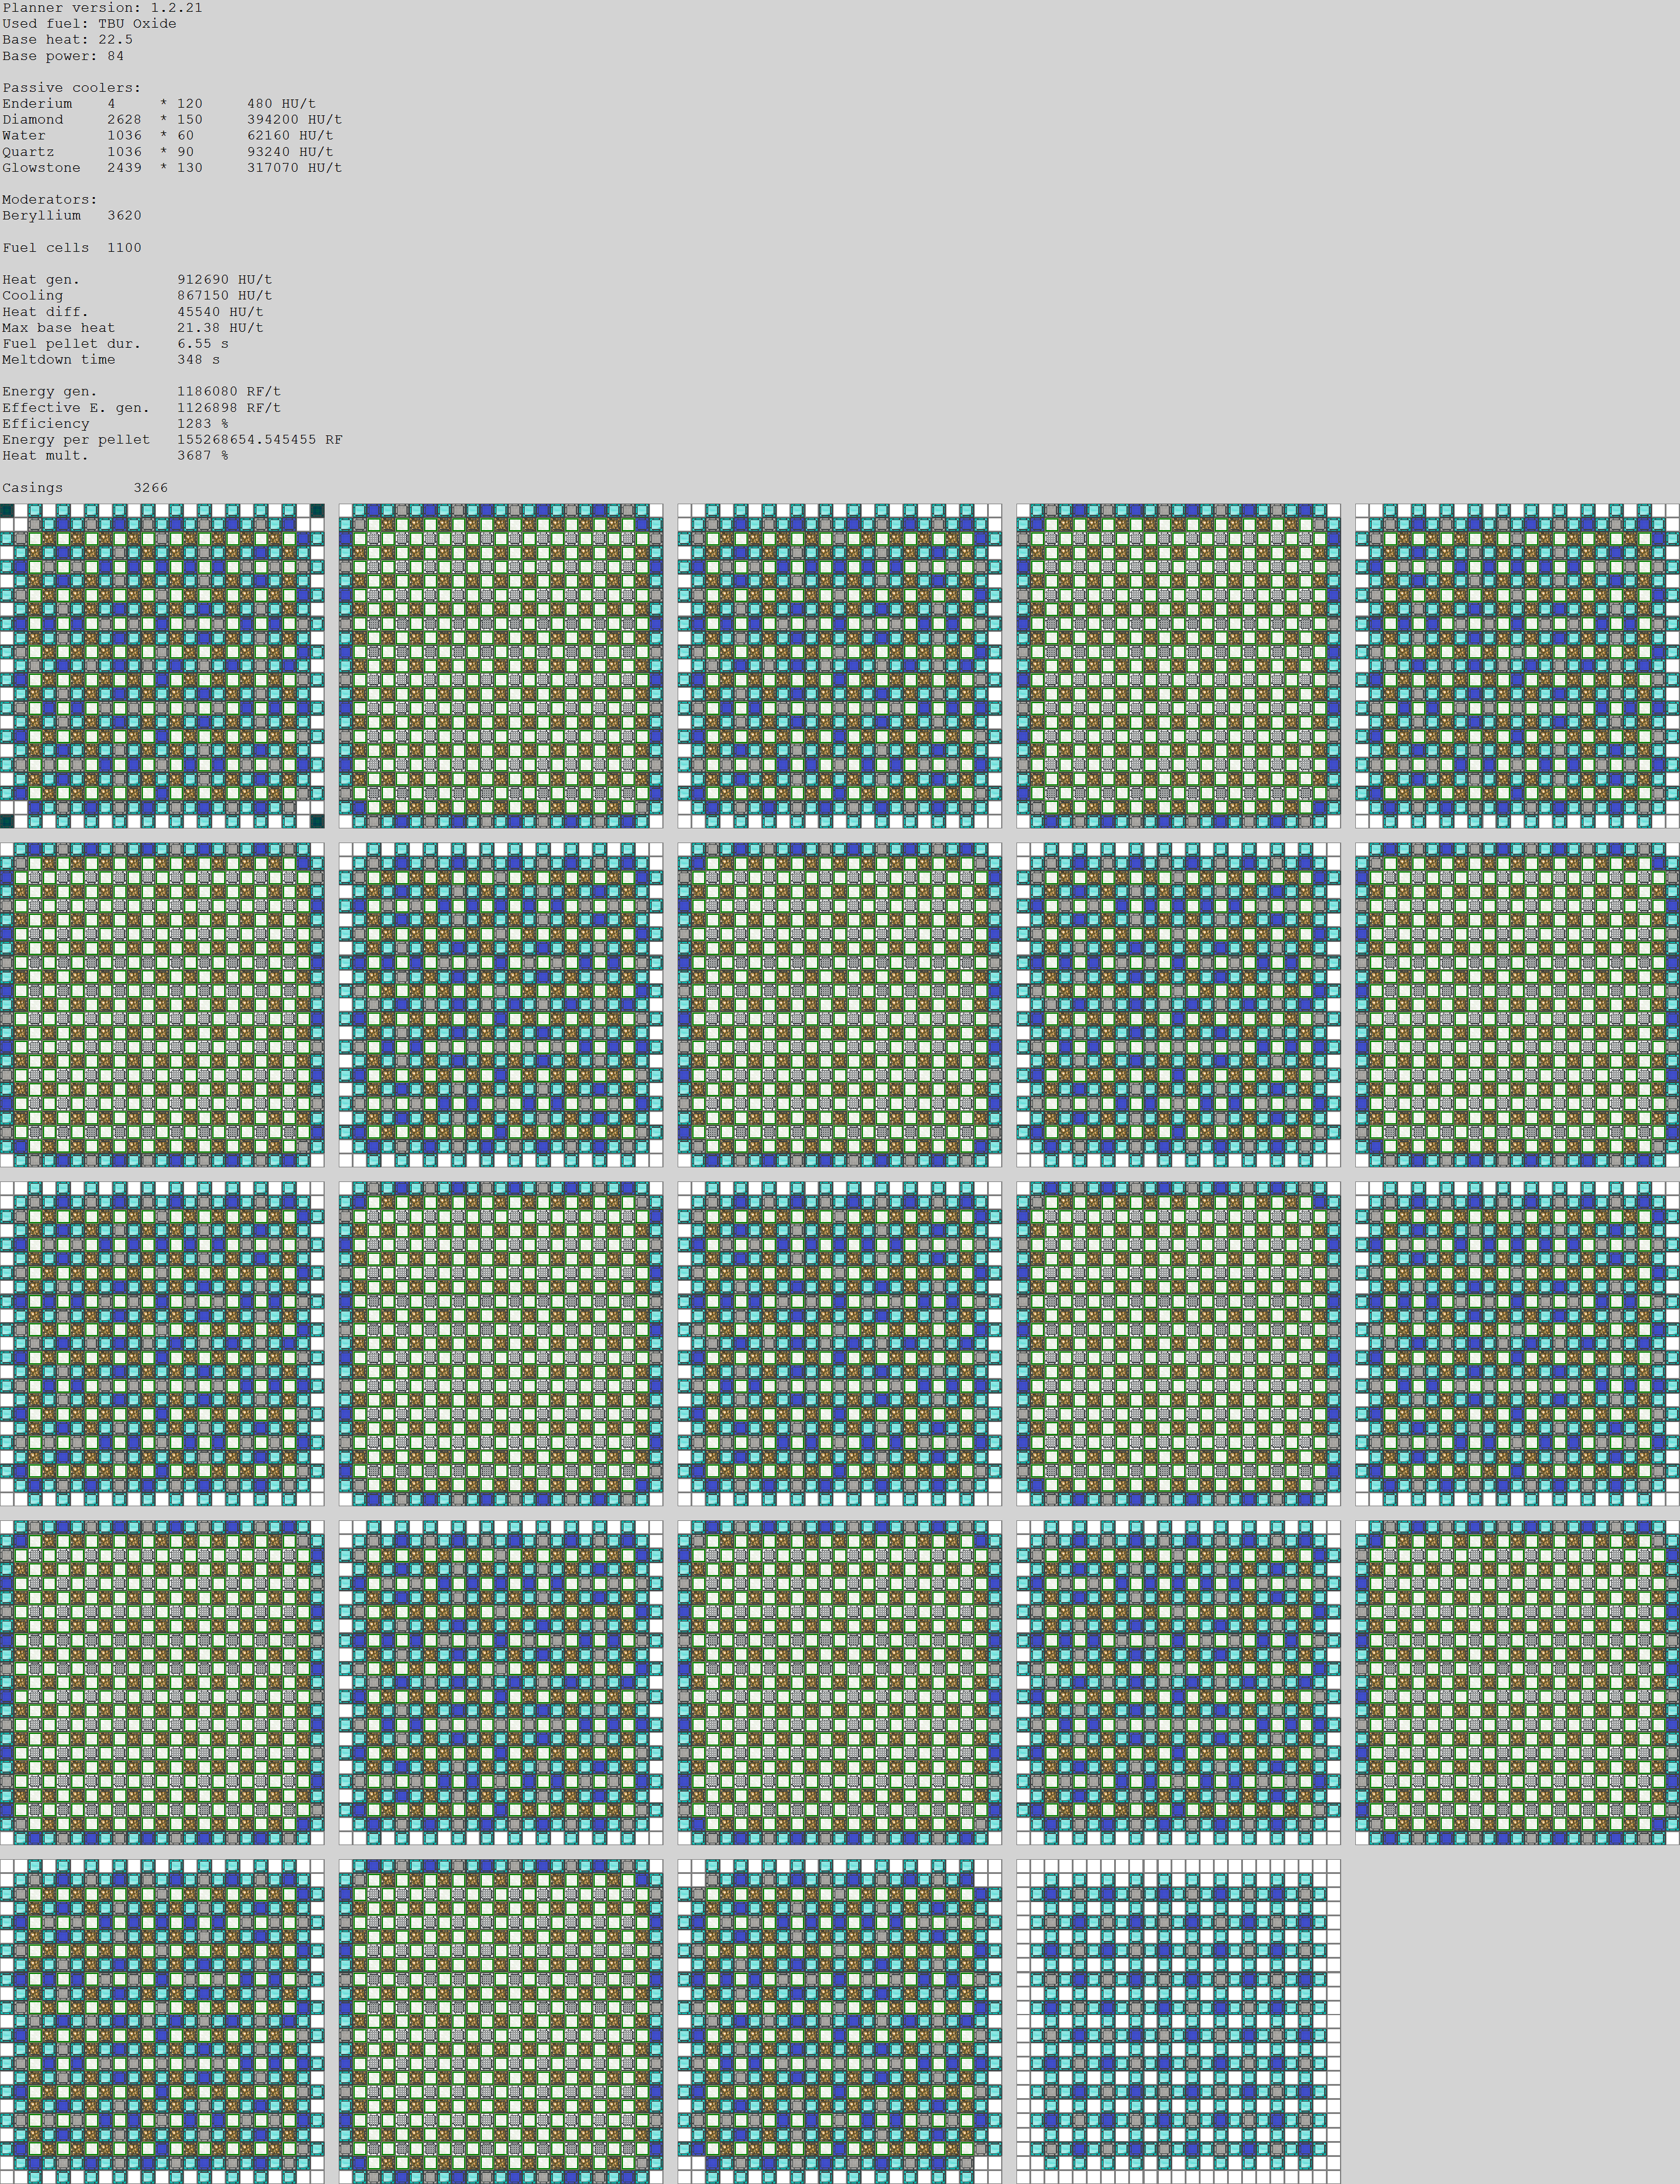 Planner version: 1.2.21
Used fuel: TBU Oxide
Base heat: 22.5
Base power: 84
Passive coolers:
Enderium 4 * 120 480 HU/t
Diamond 2628 * 150 394200 HU/t
Water 1036 * 60 62160 HU/t
Quartz 1036 * 90 93240 HU/t
Glowstone 2439 * 130 317070 HU/t
Moderators:
Beryllium 3620
Fuel cells 1100
Heat gen. 912690 HU/t
Cooling 867150 HU/t
Heat diff. 45540 HU/t
Max base heat 21.38 HU/t
Fuel pellet dur. 6.55 s
Meltdown time 348 s
Energy gen. 1186080 RF/t
Effective E. gen. 1126898 RF/t
Efficiency 1283 %
Energy per pellet 155268654.545455 RF
Heat mult. 3687 %
Casings 3266